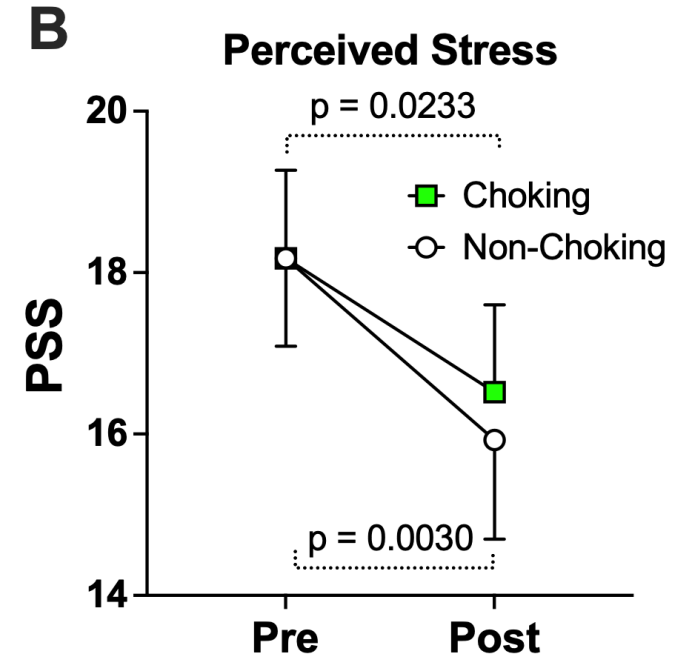 B
Perceived Stress
20
p = 0.0233
Choking
Non-Choking
18
PSS
16
p = 0.0030
14
Pre Post